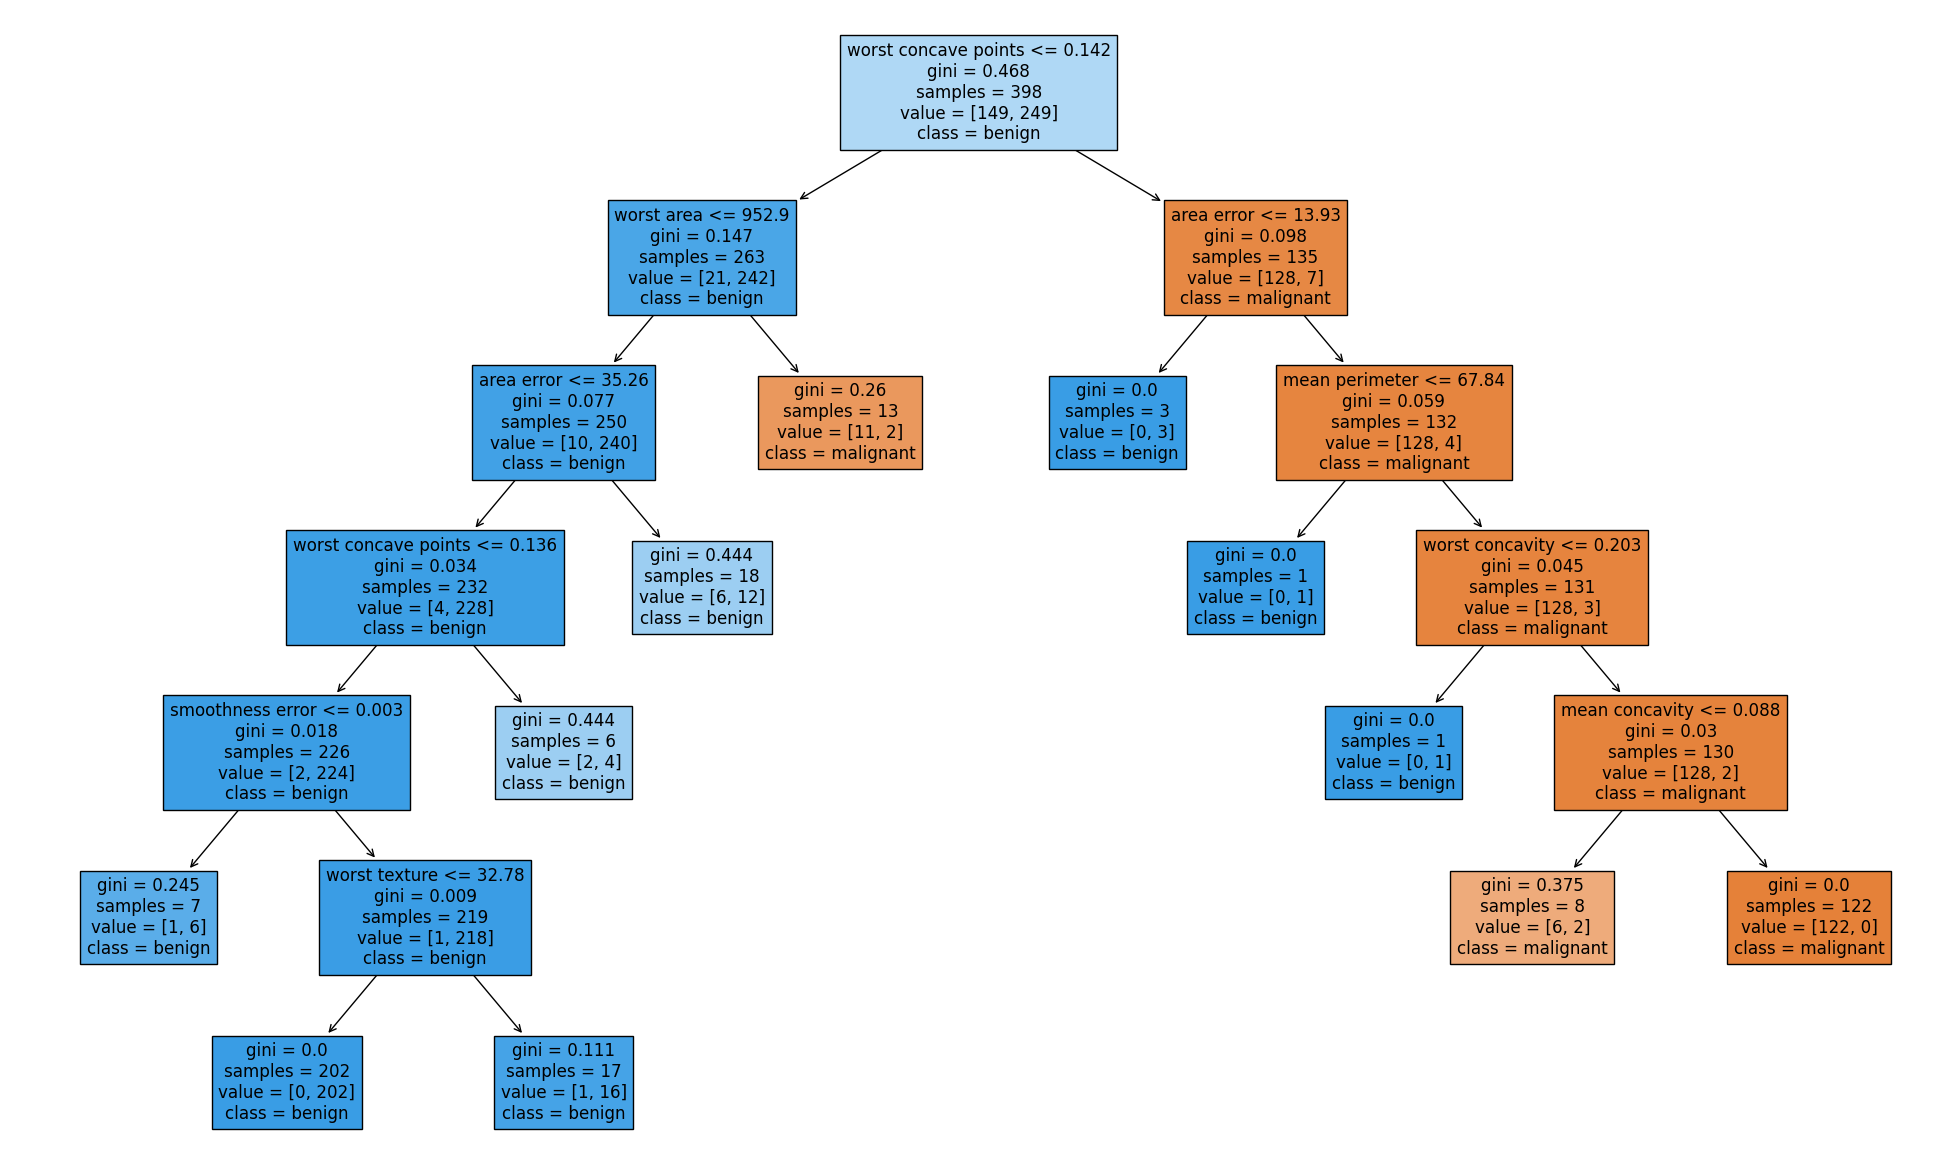 worst concave points <= 0.142
gini = 0.468
samples = 398
value = [149, 249]
class = benign
worst area <= 952.9
gini = 0.147
samples = 263
value = [21, 242]
class = benign
area error <= 13.93
gini = 0.098
samples = 135
value = [128, 7]
class = malignant
area error <= 35.26
gini = 0.077
samples = 250
value = [10, 240]
class = benign
gini = 0.26
samples = 13
value = [11, 2]
class = malignant
gini = 0.0
samples = 3
value = [0, 3]
class = benign
mean perimeter <= 67.84
gini = 0.059
samples = 132
value = [128, 4]
class = malignant
worst concave points <= 0.136
gini = 0.034
samples = 232
value = [4, 228]
class = benign
gini = 0.444
samples = 18
value = [6, 12]
class = benign
gini = 0.0
samples = 1
value = [0, 1]
class = benign
worst concavity <= 0.203
gini = 0.045
samples = 131
value = [128, 3]
class = malignant
smoothness error <= 0.003
gini = 0.018
samples = 226
value = [2, 224]
class = benign
gini = 0.444
samples = 6
value = [2, 4]
class = benign
gini = 0.0
samples = 1
value = [0, 1]
class = benign
mean concavity <= 0.088
gini = 0.03
samples = 130
value = [128, 2]
class = malignant
gini = 0.245
samples = 7
value = [1, 6]
class = benign
worst texture <= 32.78
gini = 0.009
samples = 219
value = [1, 218]
class = benign
gini = 0.375
samples = 8
value = [6, 2]
class = malignant
gini = 0.0
samples = 122
value = [122, 0]
class = malignant
gini = 0.0
samples = 202
value = [0, 202]
class = benign
gini = 0.111
samples = 17
value = [1, 16]
class = benign